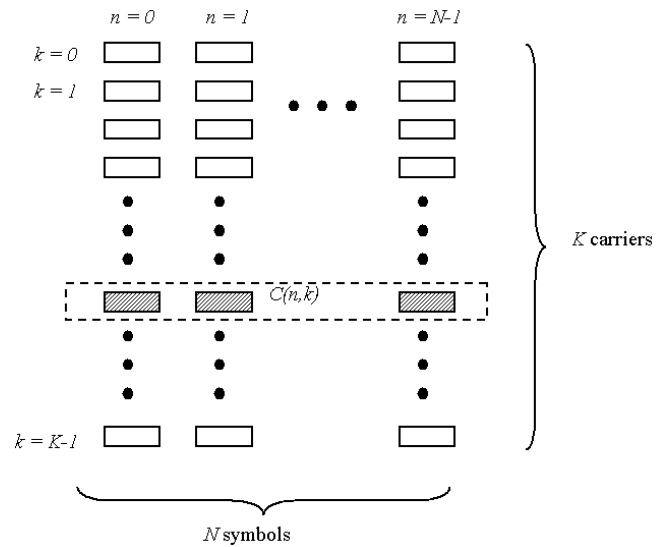 n = 0 n = 1 n = N-1
k = 0
k = 1
K carriers
C(n,k)
k = K-1
N symbols